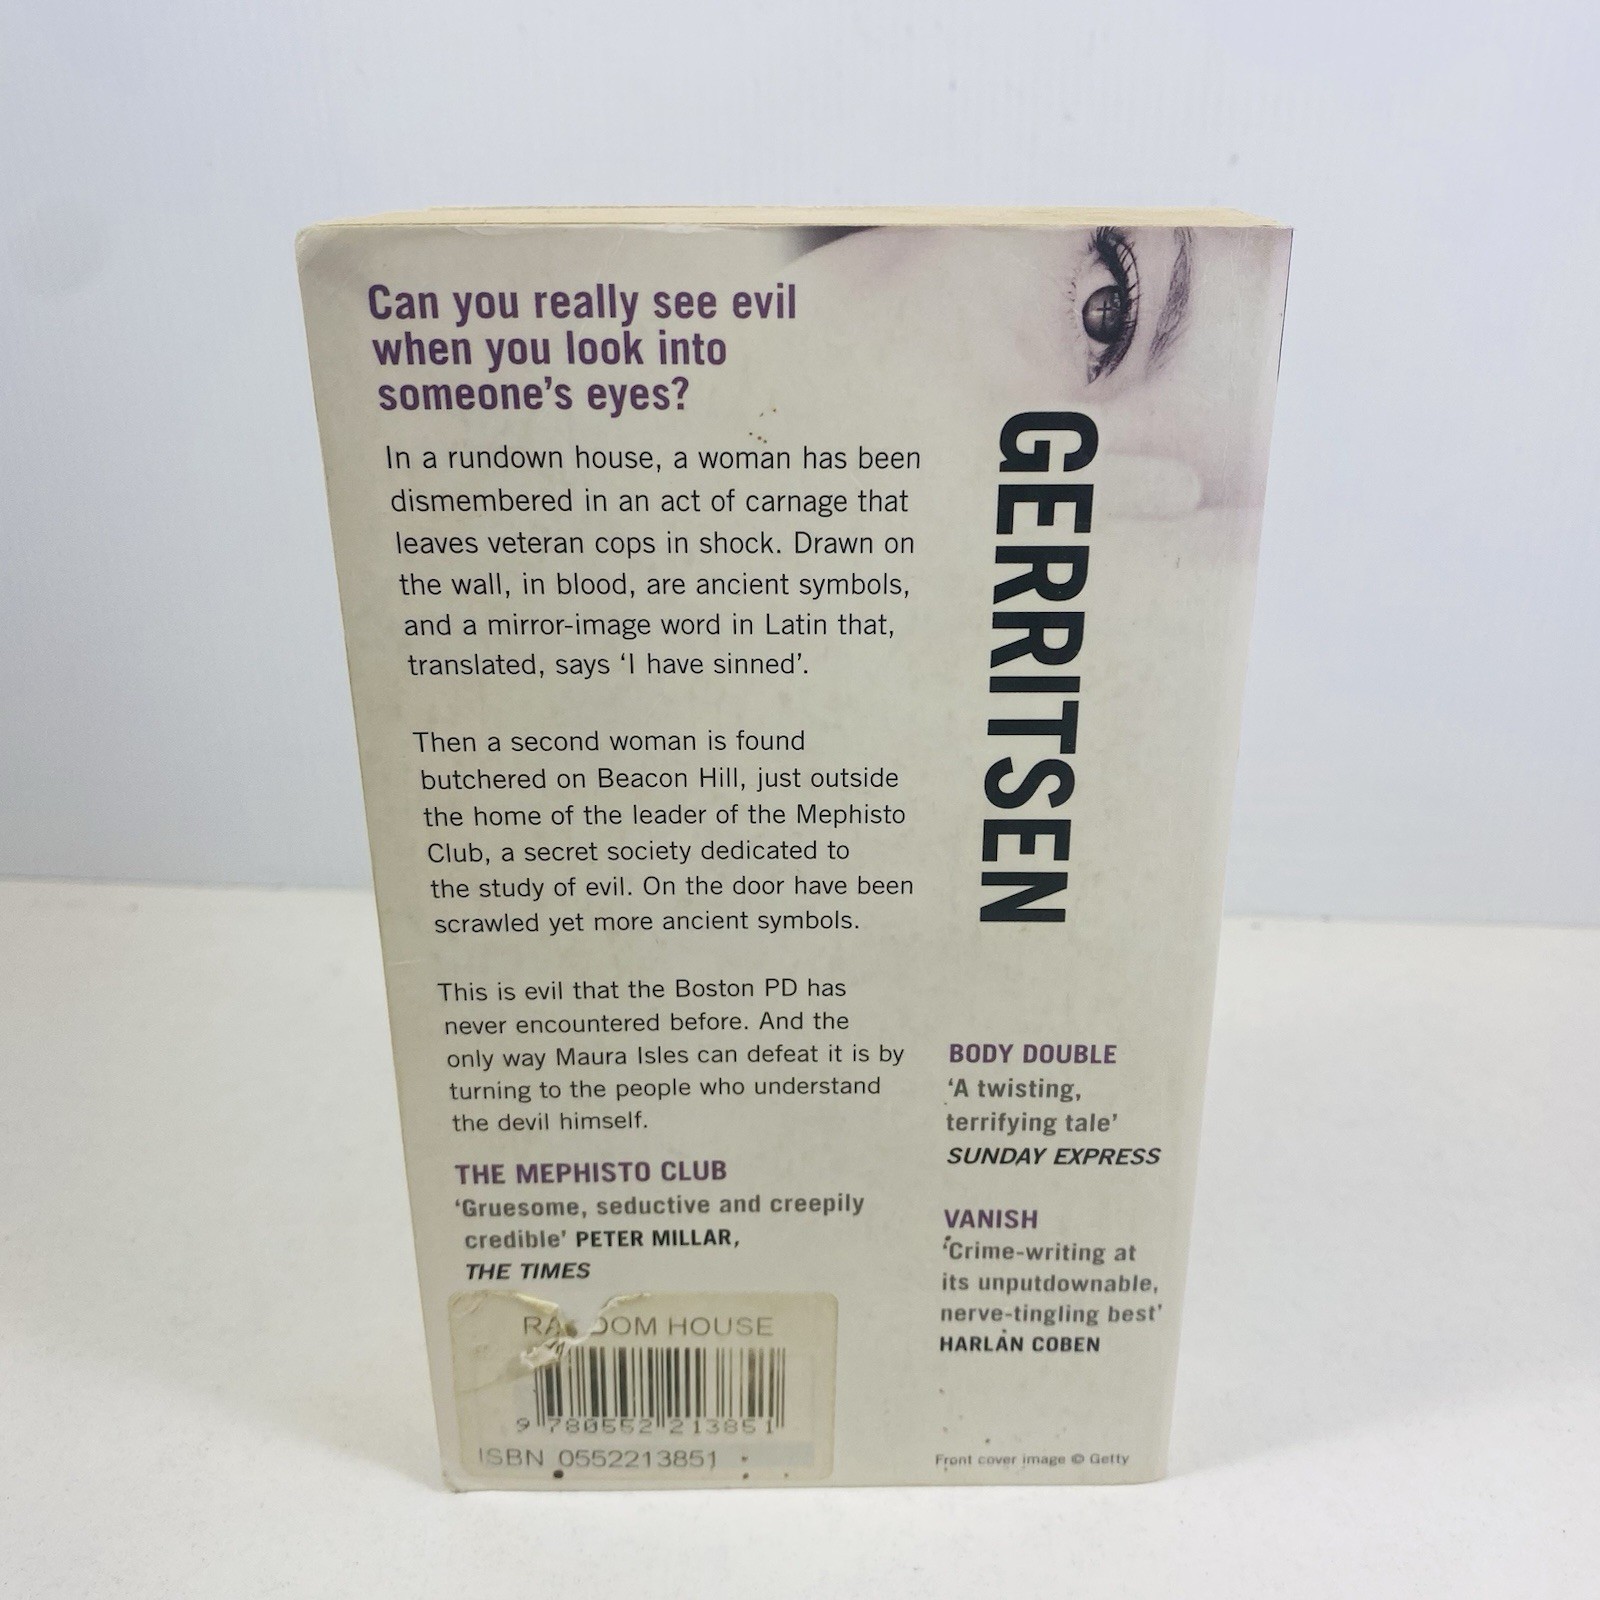 Can you really see evil
when you look into
someone's eyes?
In a rundown house, a woman has been
dismembered in an act of carnage that
leaves veteran cops in shock. Drawn on
the wall, in blood, are ancient symbols,
and a mirror-image word in Latin that,
translated, says ‘I have sinned’.
Then a second woman is found
butchered on Beacon Hill, just outside
the home of the leader of the Mephisto
Club, a secret society dedicated to
the study of evil. On the door have been
scrawled yet more ancient symbols.
This is evil that the Boston PD has
never encountered before. And the
only way Maura Isles can defeat it is by
turning to the people who understand
the devil himself.
THE MEPHISTO CLUB
‘Gruesome, seductive and creepily
credible’ PETER MILLAR,
THE TIMES
RANDOM HOUSE
9 780552 213851
ISBN 0552213851
GERRITSEN
BODY DOUBLE
‘A twisting,
terrifying tale’
SUNDAY EXPRESS
VANISH
‘Crime-writing at
its unputdownable,
nerve-tingling best’
HARLAN COBEN
Front cover image © Getty